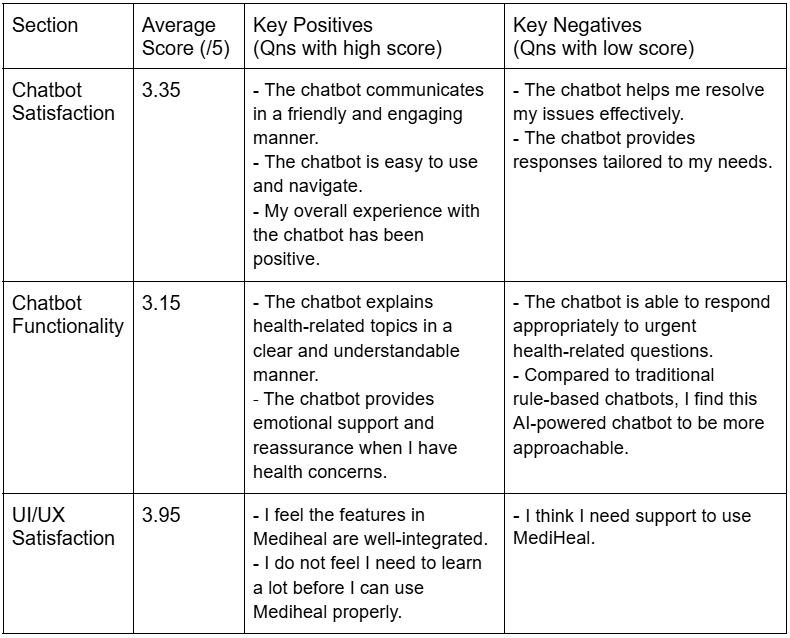 Section
Average
Score (/5)
Key Positives
(Qns with high score)
Key Negatives
(Qns with low score)
Chatbot
Satisfaction
3.35
- The chatbot communicates
in a friendly and engaging
manner.
- The chatbot is easy to use
and navigate.
- My overall experience with
the chatbot has been
positive.
- The chatbot helps me resolve
my issues effectively.
- The chatbot provides
responses tailored to my needs.
Chatbot
Functionality
3.15
- The chatbot explains
health-related topics in a
clear and understandable
manner.
- The chatbot provides
emotional support and
reassurance when I have
health concerns.
- The chatbot is able to respond
appropriately to urgent
health-related questions.
- Compared to traditional
rule-based chatbots, I find this
AI-powered chatbot to be more
approachable.
UI/UX
Satisfaction
3.95
- I feel the features in
Mediheal are well-integrated.
- I do not feel I need to learn
a lot before I can use
Mediheal properly.
- I think I need support to use
MediHeal.